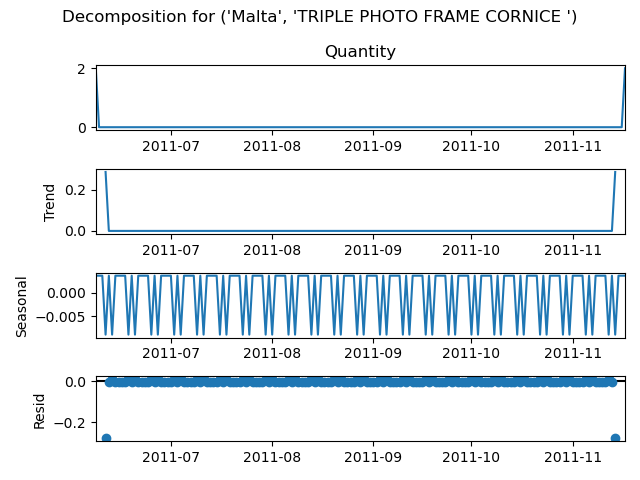 Decomposition for ('Malta', 'TRIPLE PHOTO FRAME CORNICE ')
Quantity
2
0
2011-07 2011-08 2011-09 2011-10 2011-11
Trend
0.2
0.0
2011-07 2011-08 2011-09 2011-10 2011-11
Seasonal
0.000
−0.005
2011-07 2011-08 2011-09 2011-10 2011-11
Resid
0.0
−0.2
2011-07 2011-08 2011-09 2011-10 2011-11